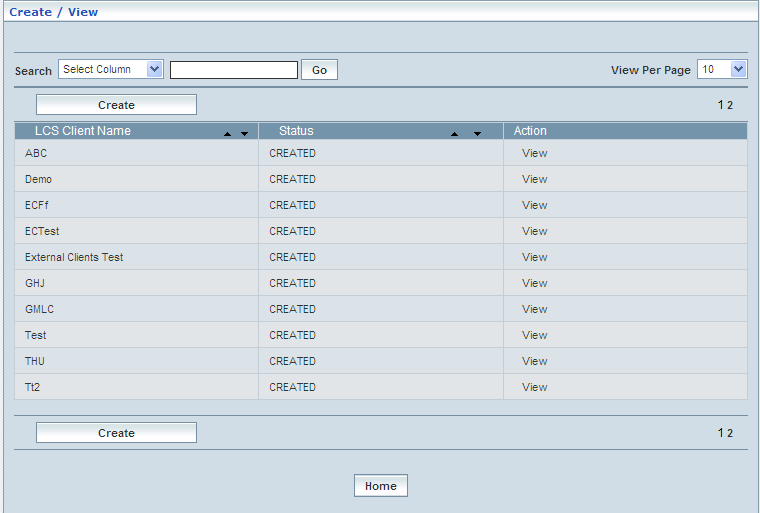 Create / View
Search Select Column Go View Per Page 10
Create 1 2
LCS Client Name Status Action
ABC CREATED View
Demo CREATED View
ECFf CREATED View
ECTest CREATED View
External Clients Test CREATED View
GHJ CREATED View
GMLC CREATED View
Test CREATED View
THU CREATED View
Tt2 CREATED View
Create 1 2
Home